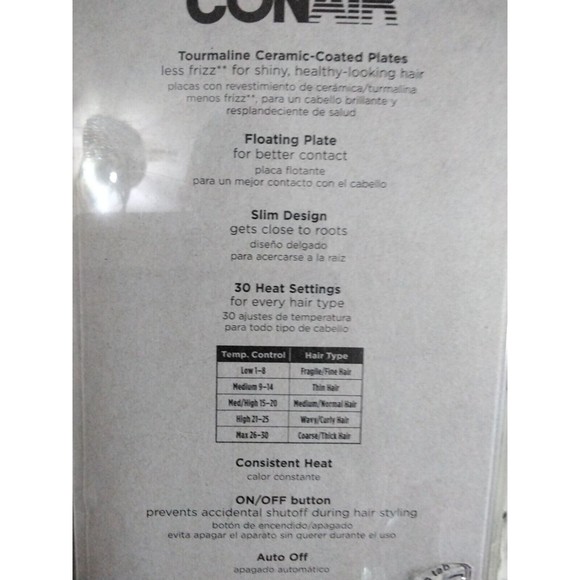 CONAIR
Tourmaline Ceramic-Coated Plates
less frizz** for shiny, healthy-looking hair
placas con revestimiento de cerámica/turmalina
menos frizz**, para un cabello brillante y
resplandeciente de salud
Floating Plate
for better contact
placa flotante
para un mejor contacto con el cabello
Slim Design
gets close to roots
diseño delgado
para acercarse a la raíz
30 Heat Settings
for every hair type
30 ajustes de temperatura
para todo tipo de cabello
Temp. Control Hair Type
Low 1–8 Fragile/Fine Hair
Medium 9–14 Thin Hair
Med/High 15–20 Medium/Normal Hair
High 21–25 Wavy/Curly Hair
Max 26–30 Coarse/Thick Hair
Consistent Heat
calor constante
ON/OFF button
prevents accidental shutoff during hair styling
botón de encendido/apagado
evita apagar el aparato sin querer durante el uso
Auto Off
apagado automático
tab